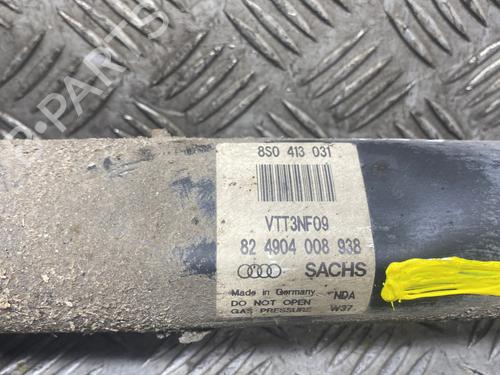 8S0 413 031
VTT3NF09
82 4904 008 938
SACHS
Made in Germany NDA
DO NOT OPEN
GAS PRESSURE W37